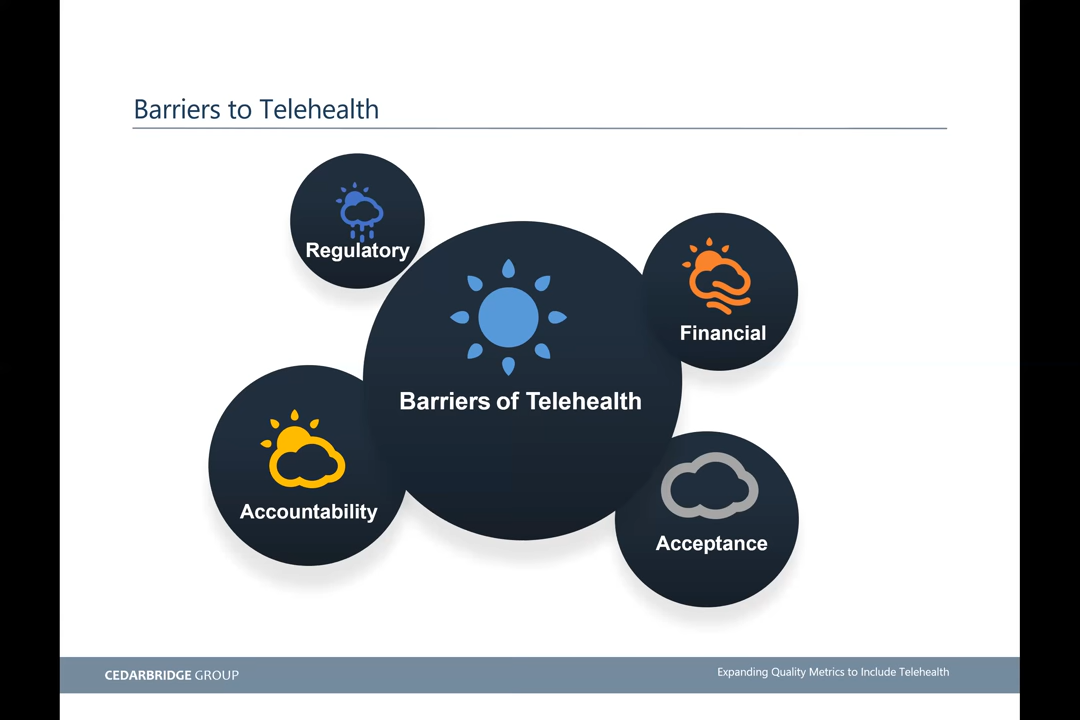 Barriers to Telehealth
Regulatory
Financial
Barriers of Telehealth
Accountability
Acceptance
CEDARBRIDGE GROUP
Expanding Quality Metrics to Include Telehealth